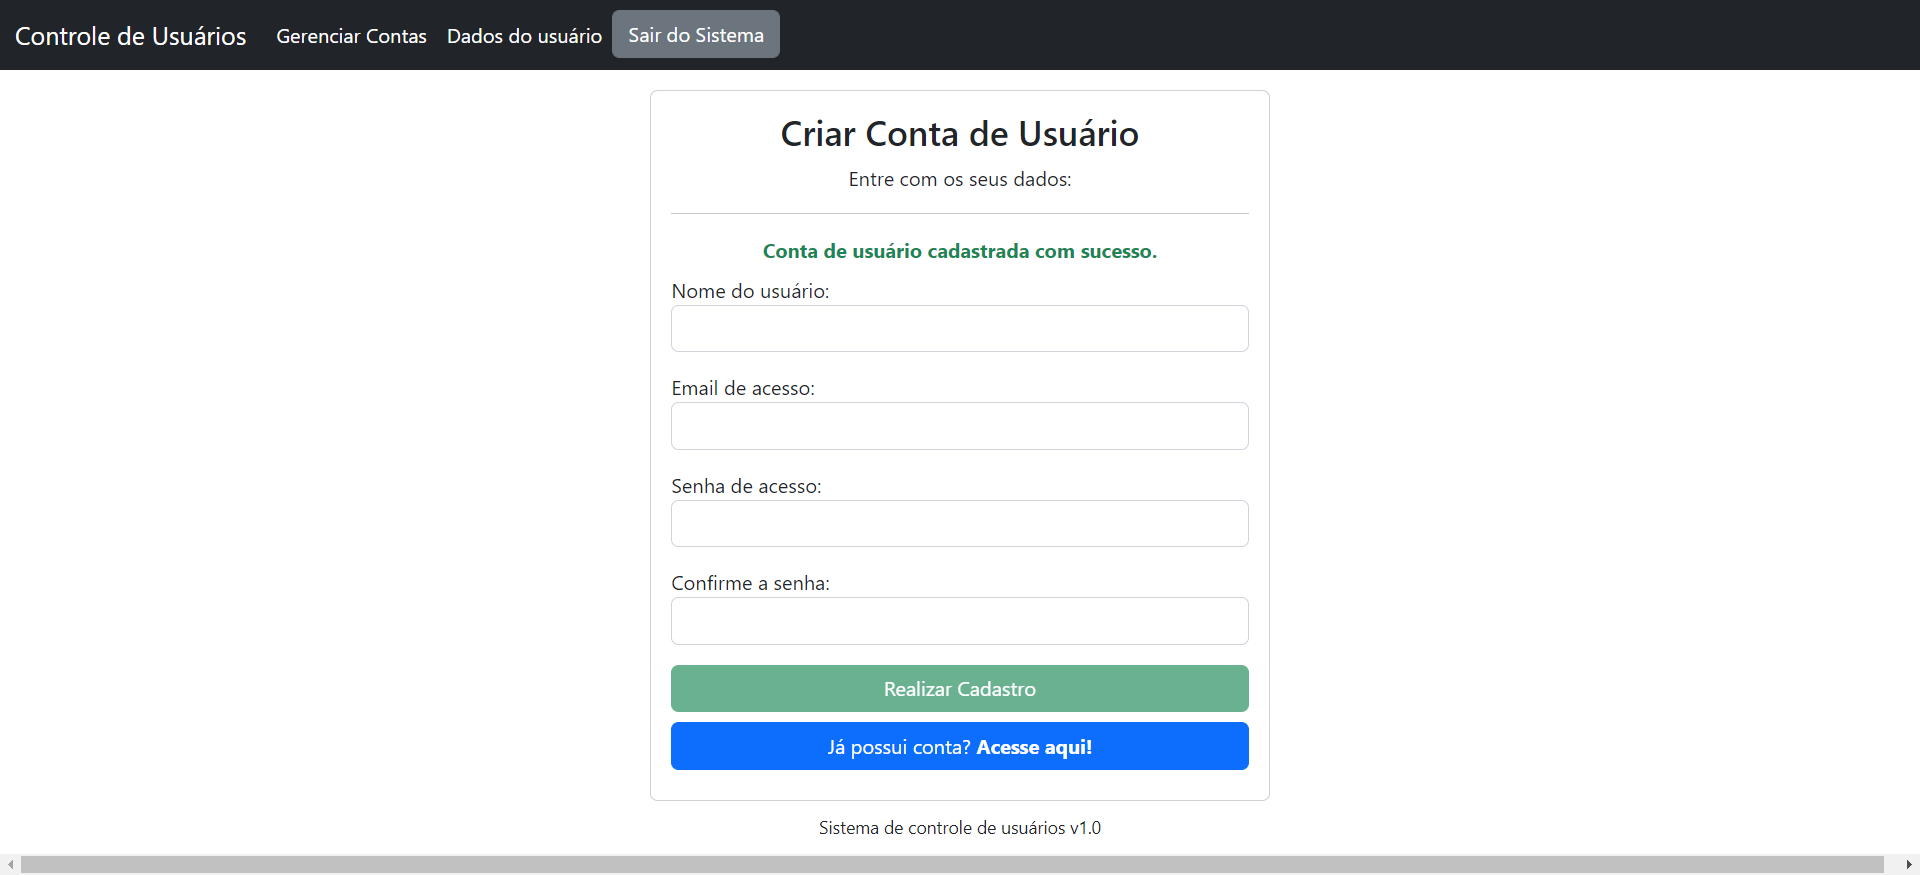 Controle de Usuários Gerenciar Contas Dados do usuário Sair do Sistema
Criar Conta de Usuário
Entre com os seus dados:
Conta de usuário cadastrada com sucesso.
Nome do usuário:
Email de acesso:
Senha de acesso:
Confirme a senha:
Realizar Cadastro
Já possui conta? Acesse aqui!
Sistema de controle de usuários v1.0